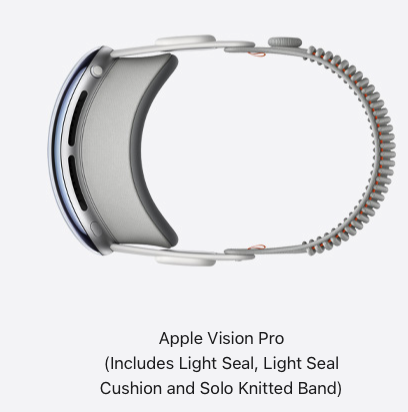 Apple Vision Pro
(Includes Light Seal, Light Seal
Cushion and Solo Knitted Band)